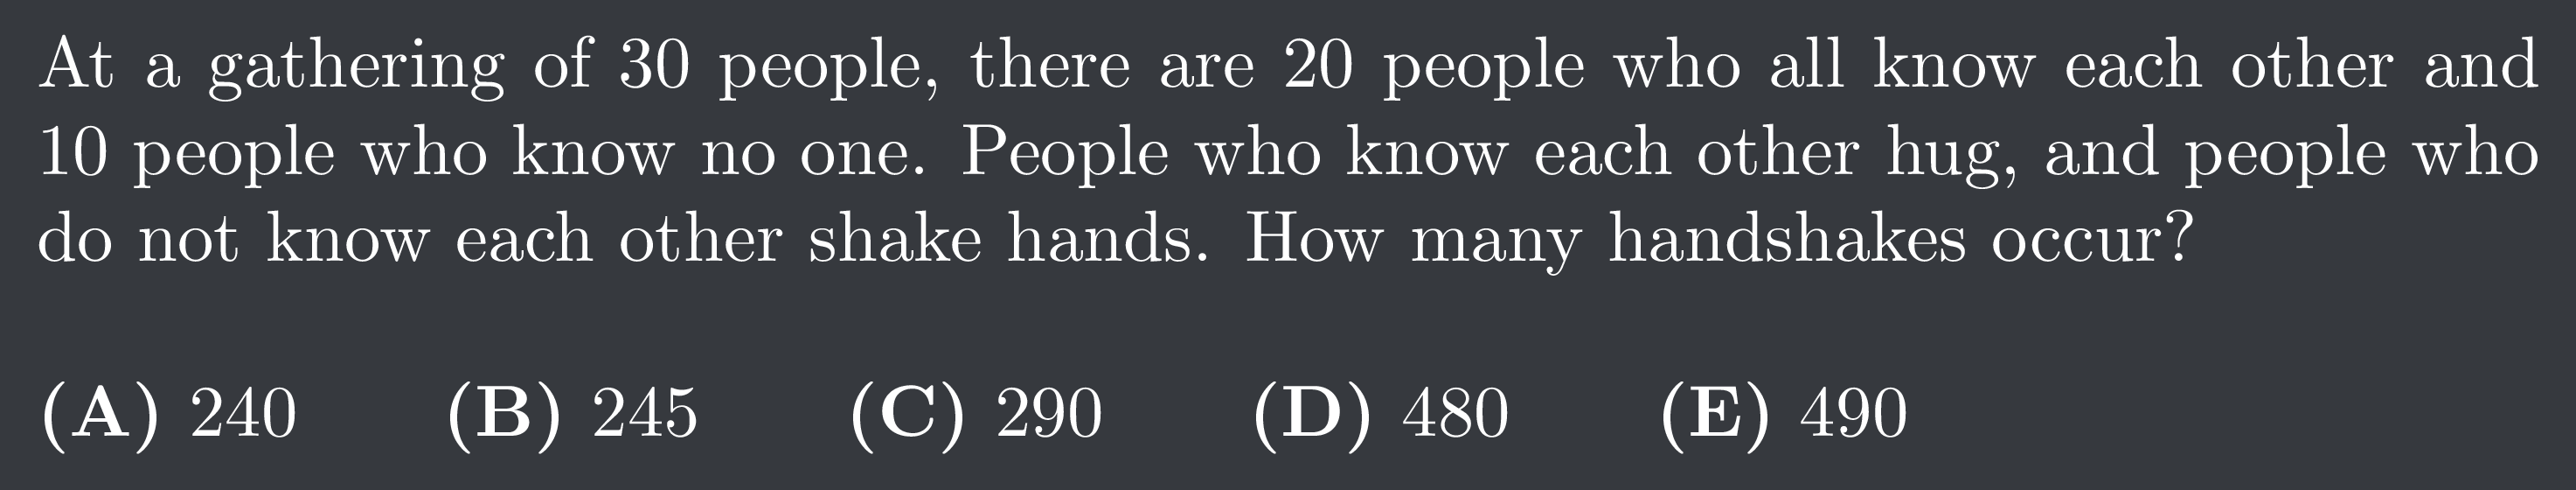 At a gathering of 30 people, there are 20 people who all know each other and
10 people who know no one. People who know each other hug, and people who
do not know each other shake hands. How many handshakes occur?
(A) 240 (B) 245 (C) 290 (D) 480 (E) 490